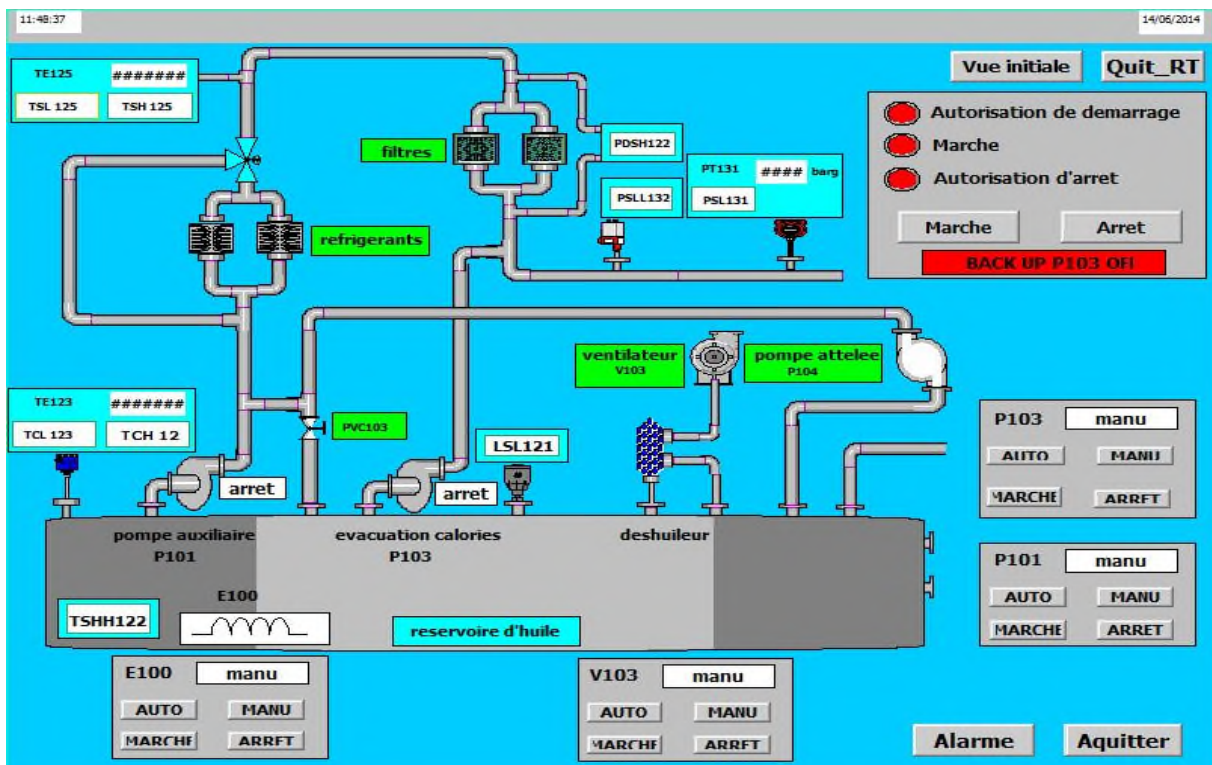 11:48:37
14/06/2014
Vue initiale
Quit_RT
TE125
#######
TSL 125
TSH 125
filtres
PDSH122
PT131
####
barg
PSLL132
PSL131
Autorisation de demarrage
Marche
Autorisation d'arret
Marche
Arret
BACK UP P103 OFI
refrigerants
ventilateur
V103
pompe attelee
P104
TE123
#######
TCL 123
TCH 12
PVC103
LSL121
arret
arret
P103
manu
AUTO
MANU
MARCHE
ARRET
pompe auxiliaire
P101
evacuation calories
P103
deshuileur
P101
manu
AUTO
MANU
MARCHE
ARRET
E100
TSHH122
reservoire d'huile
E100
manu
AUTO
MANU
MARCHE
ARRET
V103
manu
AUTO
MANU
MARCHE
ARRET
Alarme
Aquitter